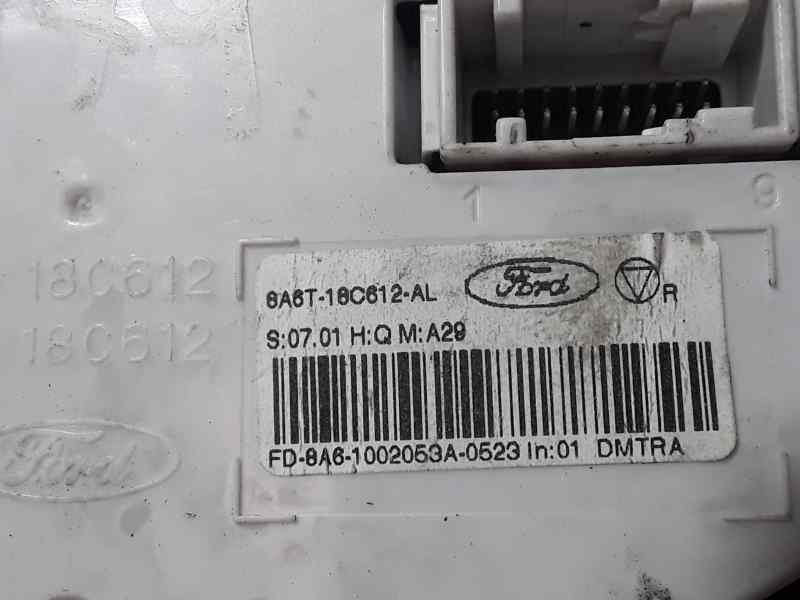 1 9
18C612
18C612
Ford
8A6T-18C612-AL Ford R
S:07.01 H:Q M:A29
FD-8A6-1002053A-0523 In:01 DMTRA